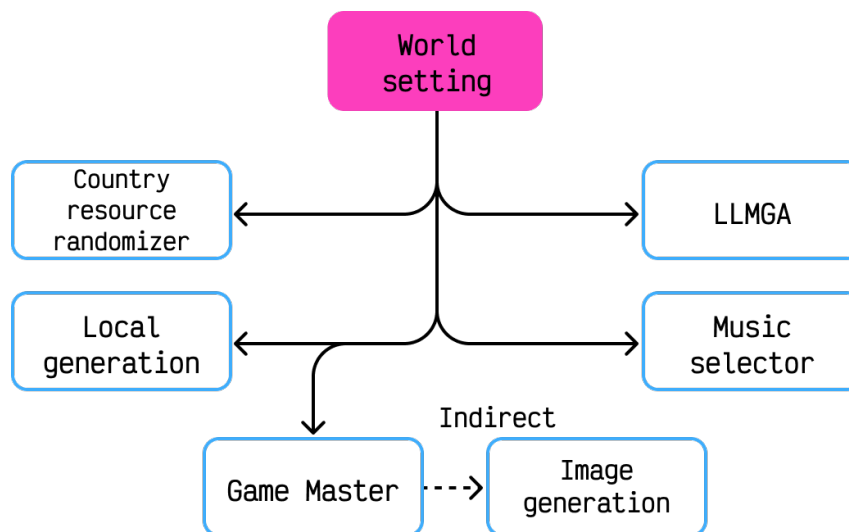 World
setting
Country
resource
randomizer
LLMGA
Local
generation
Music
selector
Indirect
Game Master
Image
generation